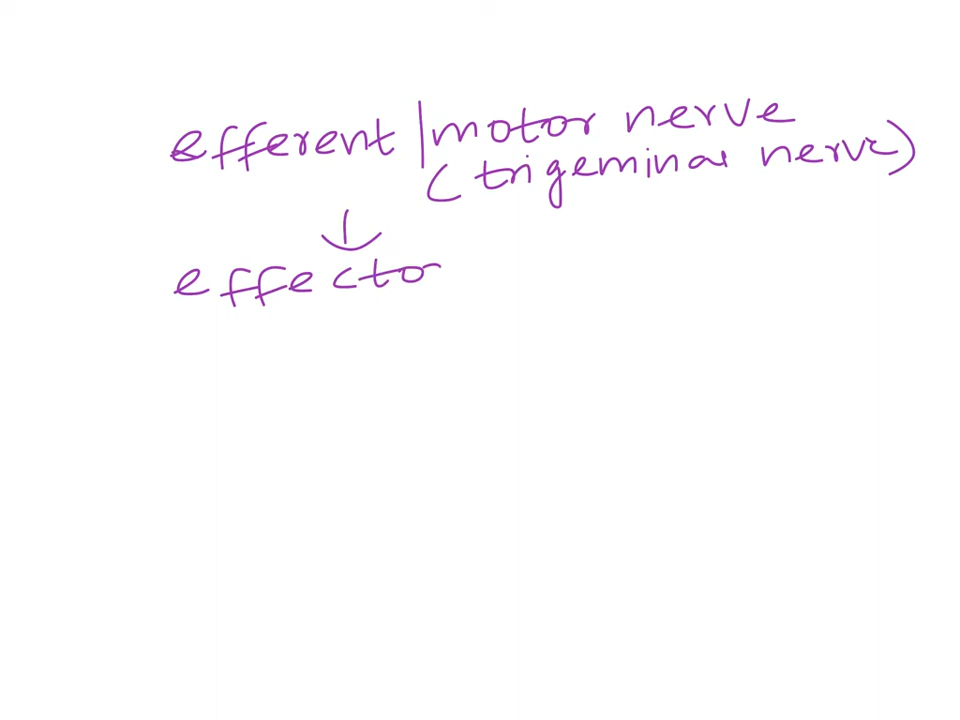 efferent | motor nerve
(trigeminal nerve)
↓
effector